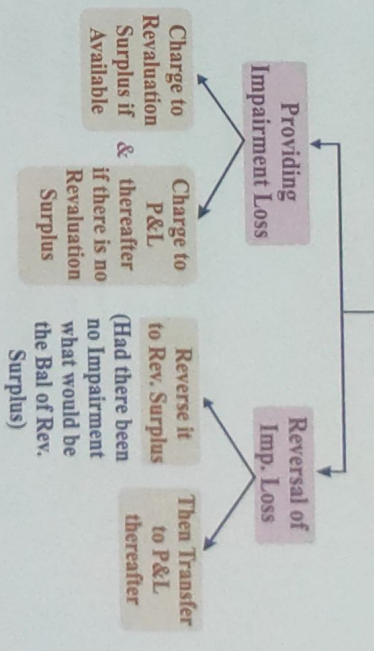 Providing
Impairment Loss
Charge to
Revaluation
Surplus if
Available
&
Charge to
P&L
thereafter
if there is no
Revaluation
Surplus
Reversal of
Imp. Loss
Reverse it
to Rev. Surplus
(Had there been
no Impairment
what would be
the Bal of Rev.
Surplus)
Then Transfer
to P&L
thereafter